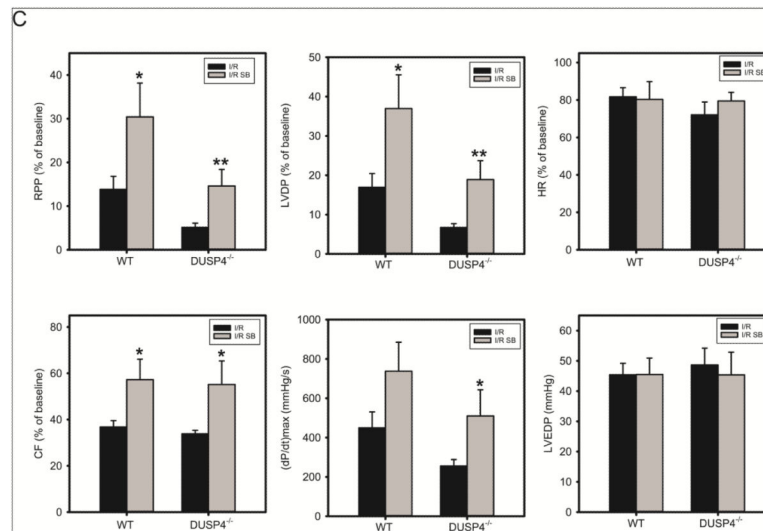 C
RPP (% of baseline)
40
30
20
10
0
I/R
I/R SB
*
**
WT
DUSP4-/-
LVDP (% of baseline)
50
40
30
20
10
0
I/R
I/R SB
*
**
WT
DUSP4-/-
HR (% of baseline)
100
80
60
40
20
0
I/R
I/R SB
WT
DUSP4-/-
CF (% of baseline)
80
60
40
20
0
I/R
I/R SB
*
*
WT
DUSP4-/-
(dP/dt)max (mmHg/s)
1000
800
600
400
200
0
I/R
I/R SB
*
WT
DUSP4-/-
LVEDP (mmHg)
60
50
40
30
20
10
0
I/R
I/R SB
WT
DUSP4-/-